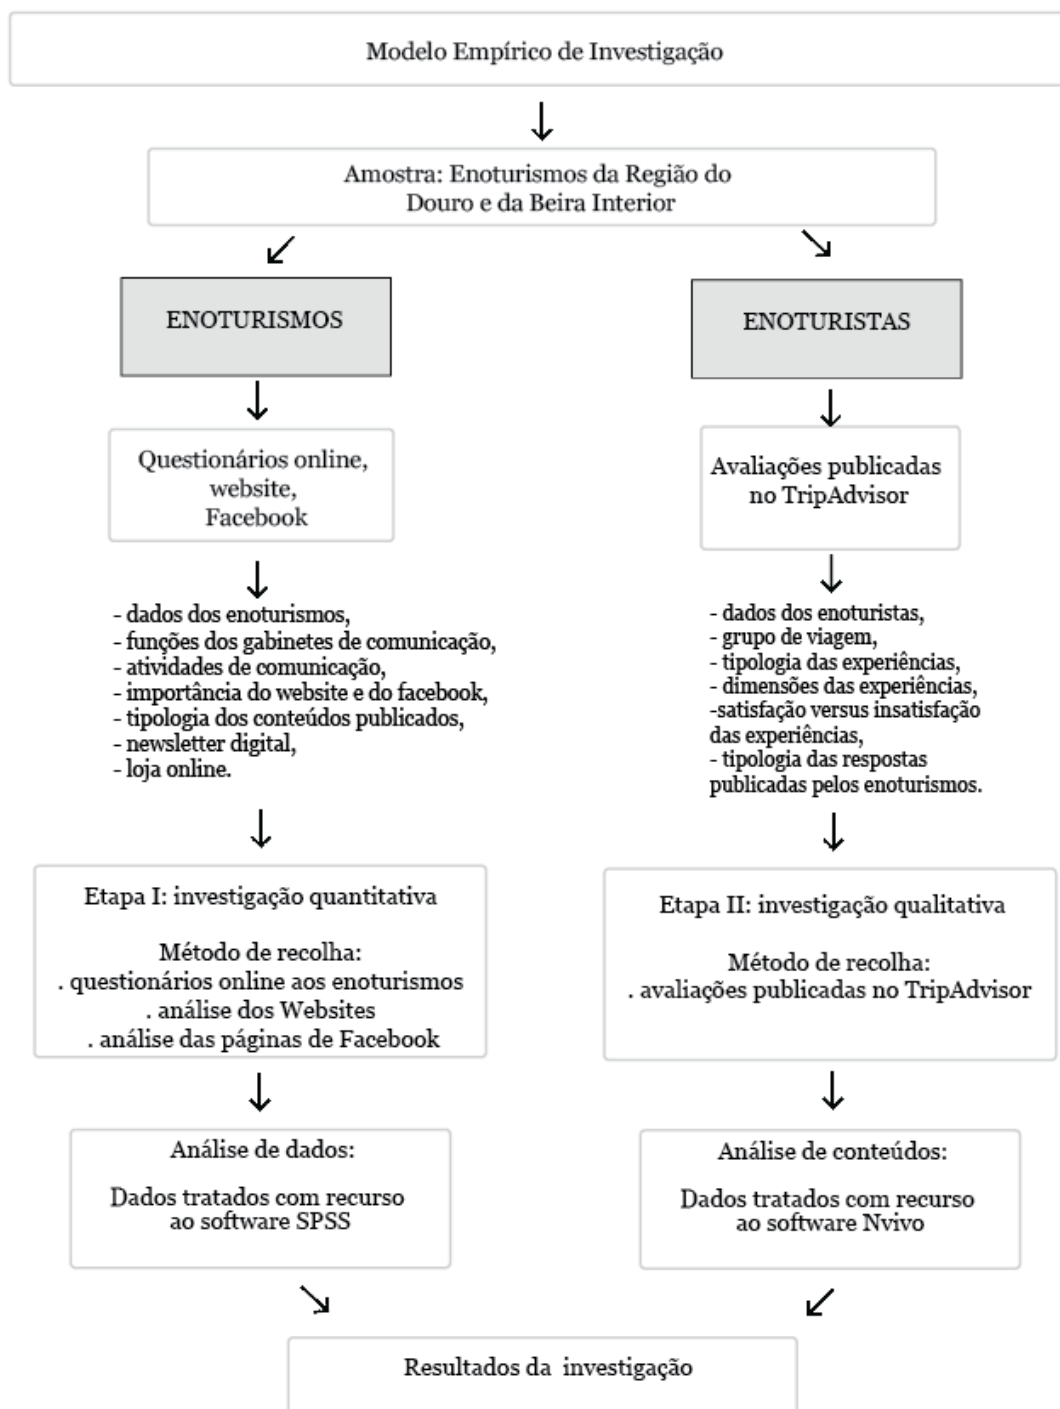 Modelo Empírico de Investigação
Amostra: Enoturismos da Região do
Douro e da Beira Interior
ENOTURISMOS
Questionários online,
website,
Facebook
- dados dos enoturismos,
- funções dos gabinetes de comunicação,
- atividades de comunicação,
- importância do website e do facebook,
- tipologia dos conteúdos publicados,
- newsletter digital,
- loja online.
Etapa I: investigação quantitativa
Método de recolha:
. questionários online aos enoturismos
. análise dos Websites
. análise das páginas de Facebook
Análise de dados:
Dados tratados com recurso
ao software SPSS
ENOTURISTAS
Avaliações publicadas
no TripAdvisor
- dados dos enoturistas,
- grupo de viagem,
- tipologia das experiências,
- dimensões das experiências,
-satisfação versus insatisfação
das experiências,
- tipologia das respostas
publicadas pelos enoturismos.
Etapa II: investigação qualitativa
Método de recolha:
. avaliações publicadas no TripAdvisor
Análise de conteúdos:
Dados tratados com recurso
ao software Nvivo
Resultados da investigação